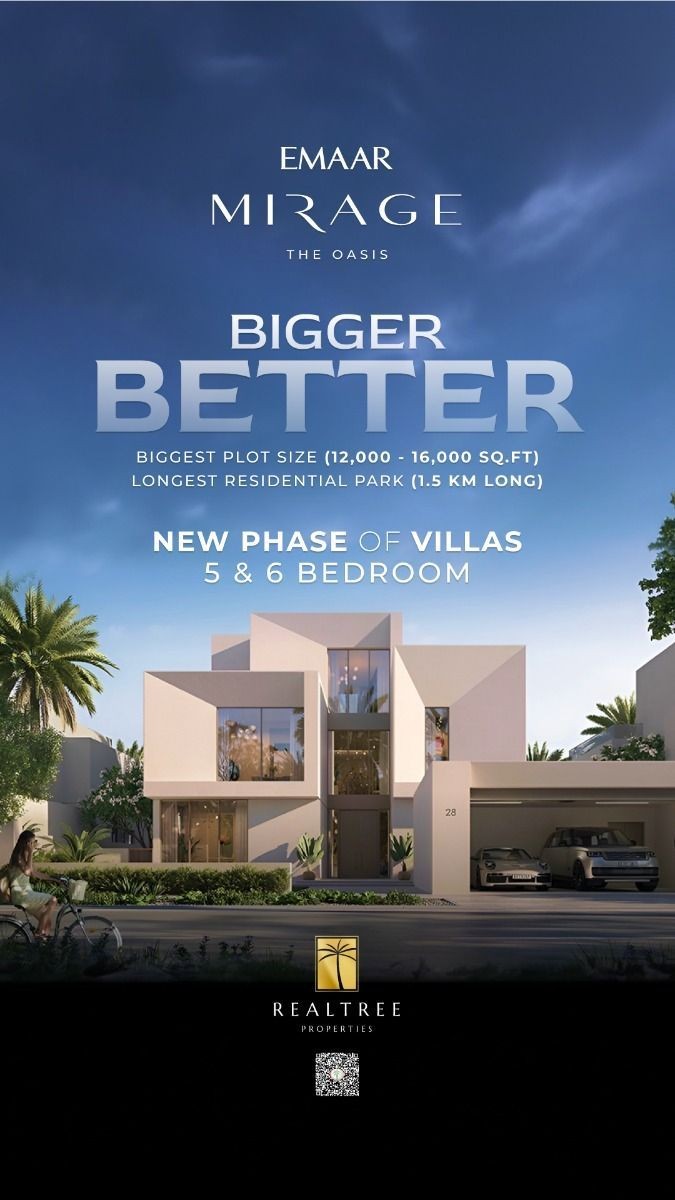 EMAAR
MIRAGE
THE OASIS
BIGGER
BETTER
BIGGEST PLOT SIZE (12,000 - 16,000 SQ.FT)
LONGEST RESIDENTIAL PARK (1.5 KM LONG)
NEW PHASE OF VILLAS
5 & 6 BEDROOM
28
REALTREE
PROPERTIES